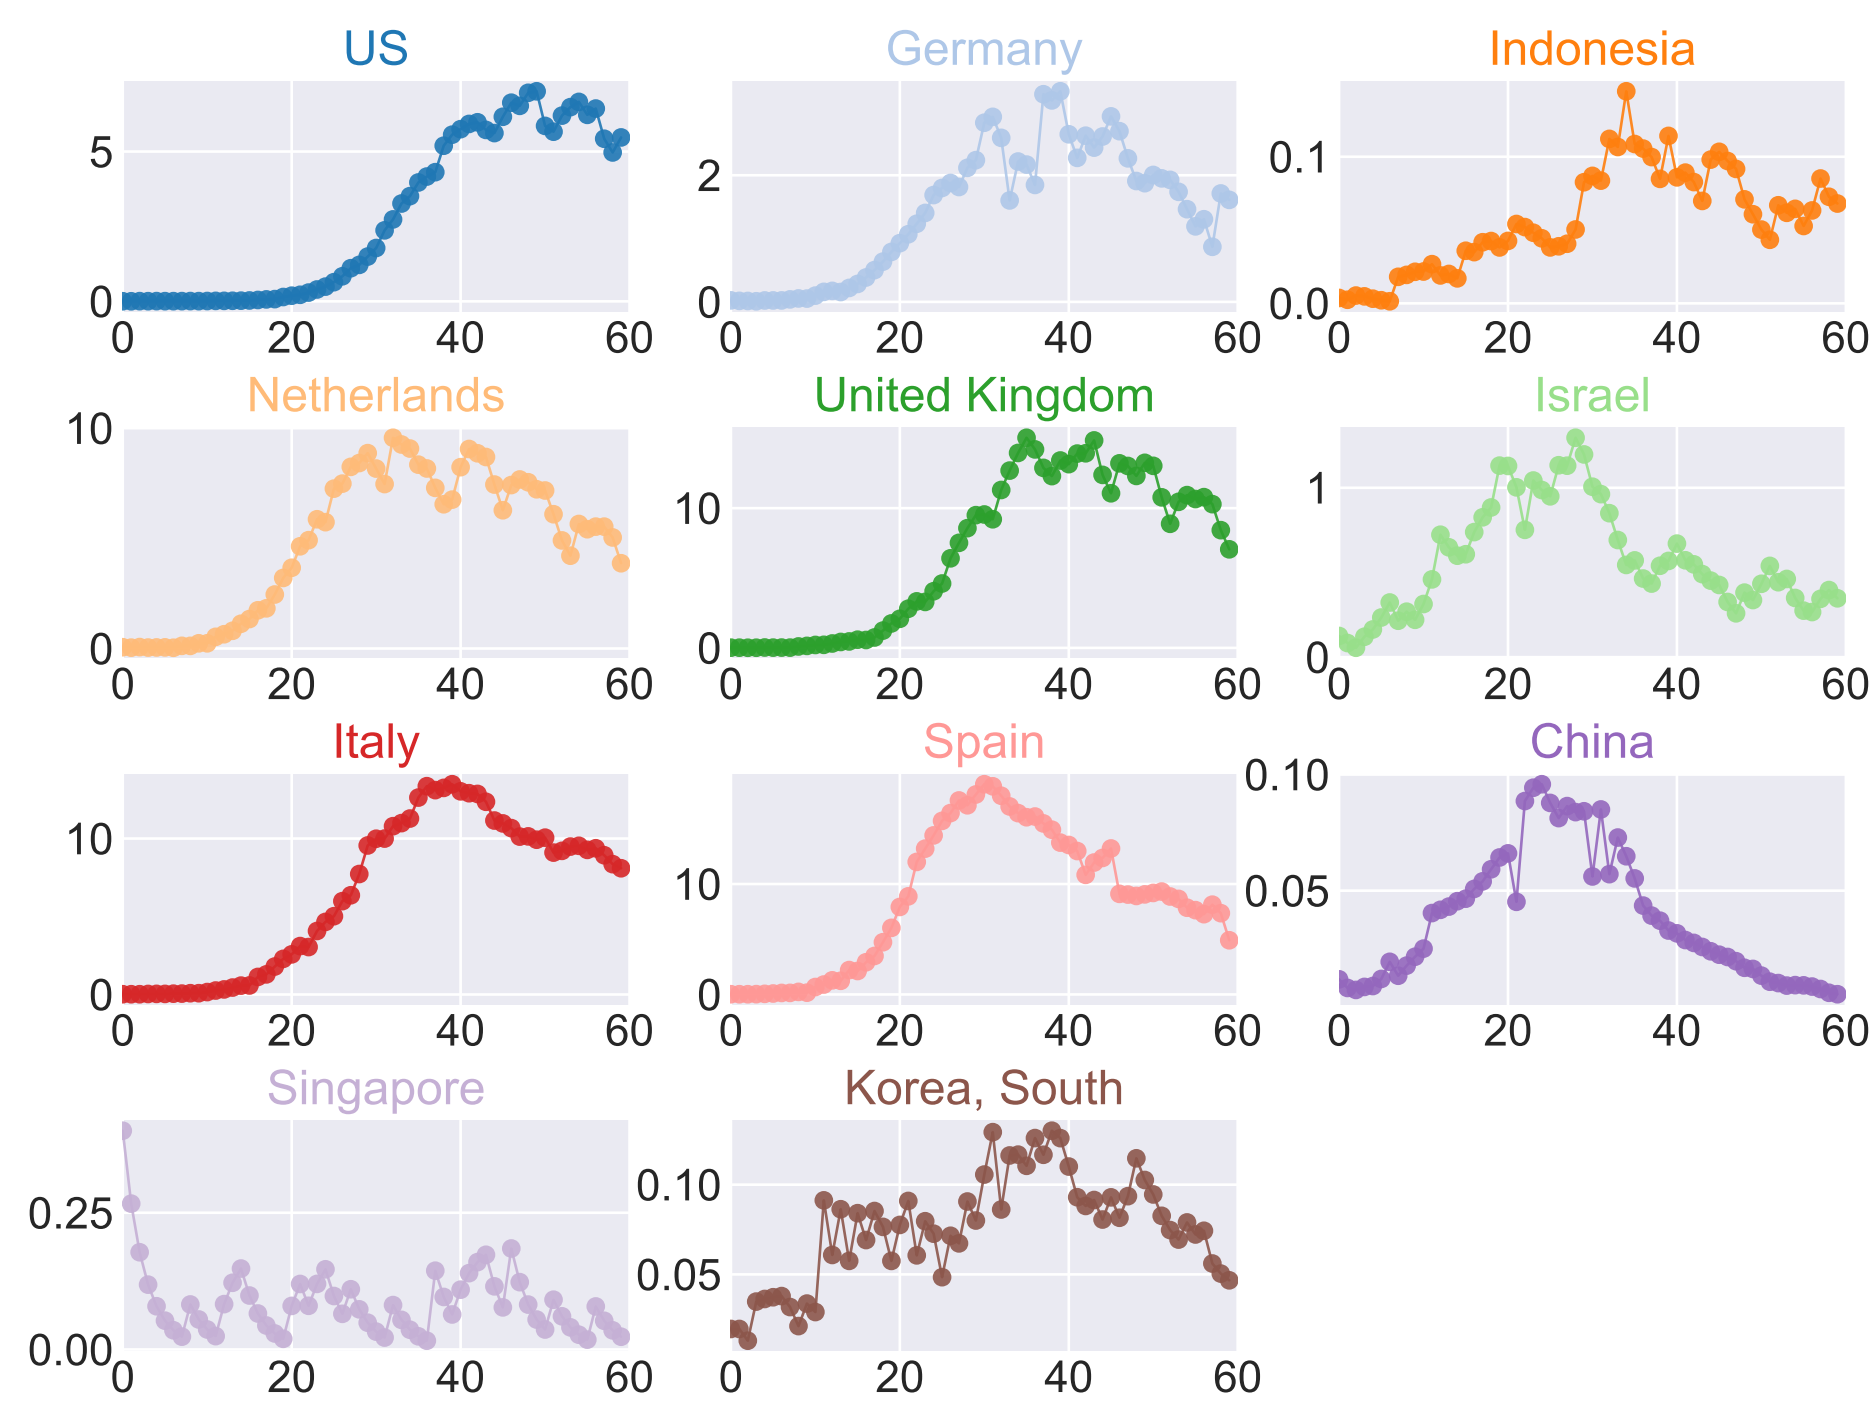 US Germany Indonesia
5
0
0 20 40 60
2
0
0 20 40 60
0.1
0.0
0 20 40 60
Netherlands United Kingdom Israel
10
0
0 20 40 60
10
0
0 20 40 60
1
0
0 20 40 60
Italy Spain China
10
0
0 20 40 60
10
0
0 20 40 60
0.10
0.05
0 20 40 60
Singapore Korea, South
0.25
0.00
0 20 40 60
0.10
0.05
0 20 40 60